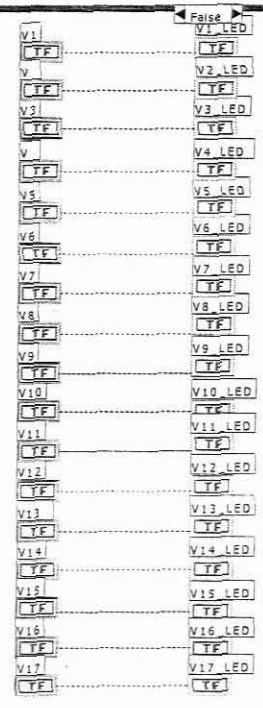 False
V1 V1_LED
TF TF
V V2_LED
TF TF
V3 V3_LED
TF TF
V V4_LED
TF TF
V5 V5_LED
TF TF
V6 V6_LED
TF TF
V7 V7_LED
TF TF
V8 V8_LED
TF TF
V9 V9_LED
TF TF
V10 V10_LED
TF TF
V11 V11_LED
TF TF
V12 V12_LED
TF TF
V13 V13_LED
TF TF
V14 V14_LED
TF TF
V15 V15_LED
TF TF
V16 V16_LED
TF TF
V17 V17_LED
TF TF